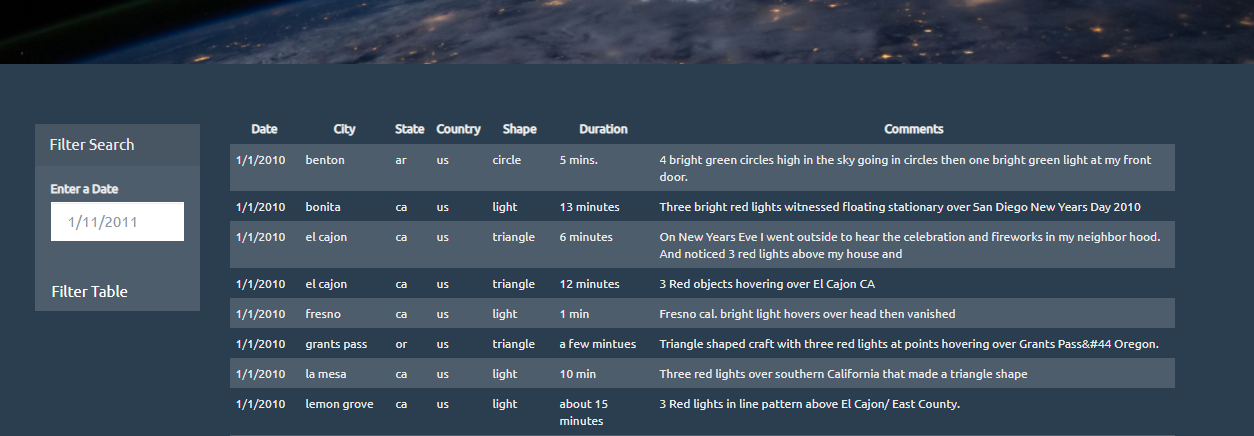 Filter Search
Enter a Date
1/11/2011
Filter Table
Date City State Country Shape Duration Comments
1/1/2010 benton ar us circle 5 mins. 4 bright green circles high in the sky going in circles then one bright green light at my front
door.
1/1/2010 bonita ca us light 13 minutes Three bright red lights witnessed floating stationary over San Diego New Years Day 2010
1/1/2010 el cajon ca us triangle 6 minutes On New Years Eve I went outside to hear the celebration and fireworks in my neighbor hood.
And noticed 3 red lights above my house and
1/1/2010 el cajon ca us triangle 12 minutes 3 Red objects hovering over El Cajon CA
1/1/2010 fresno ca us light 1 min Fresno cal. bright light hovers over head then vanished
1/1/2010 grants pass or us triangle a few mintues Triangle shaped craft with three red lights at points hovering over Grants Pass&#44 Oregon.
1/1/2010 la mesa ca us light 10 min Three red lights over southern California that made a triangle shape
1/1/2010 lemon grove ca us light about 15 3 Red lights in line pattern above El Cajon/ East County.
minutes